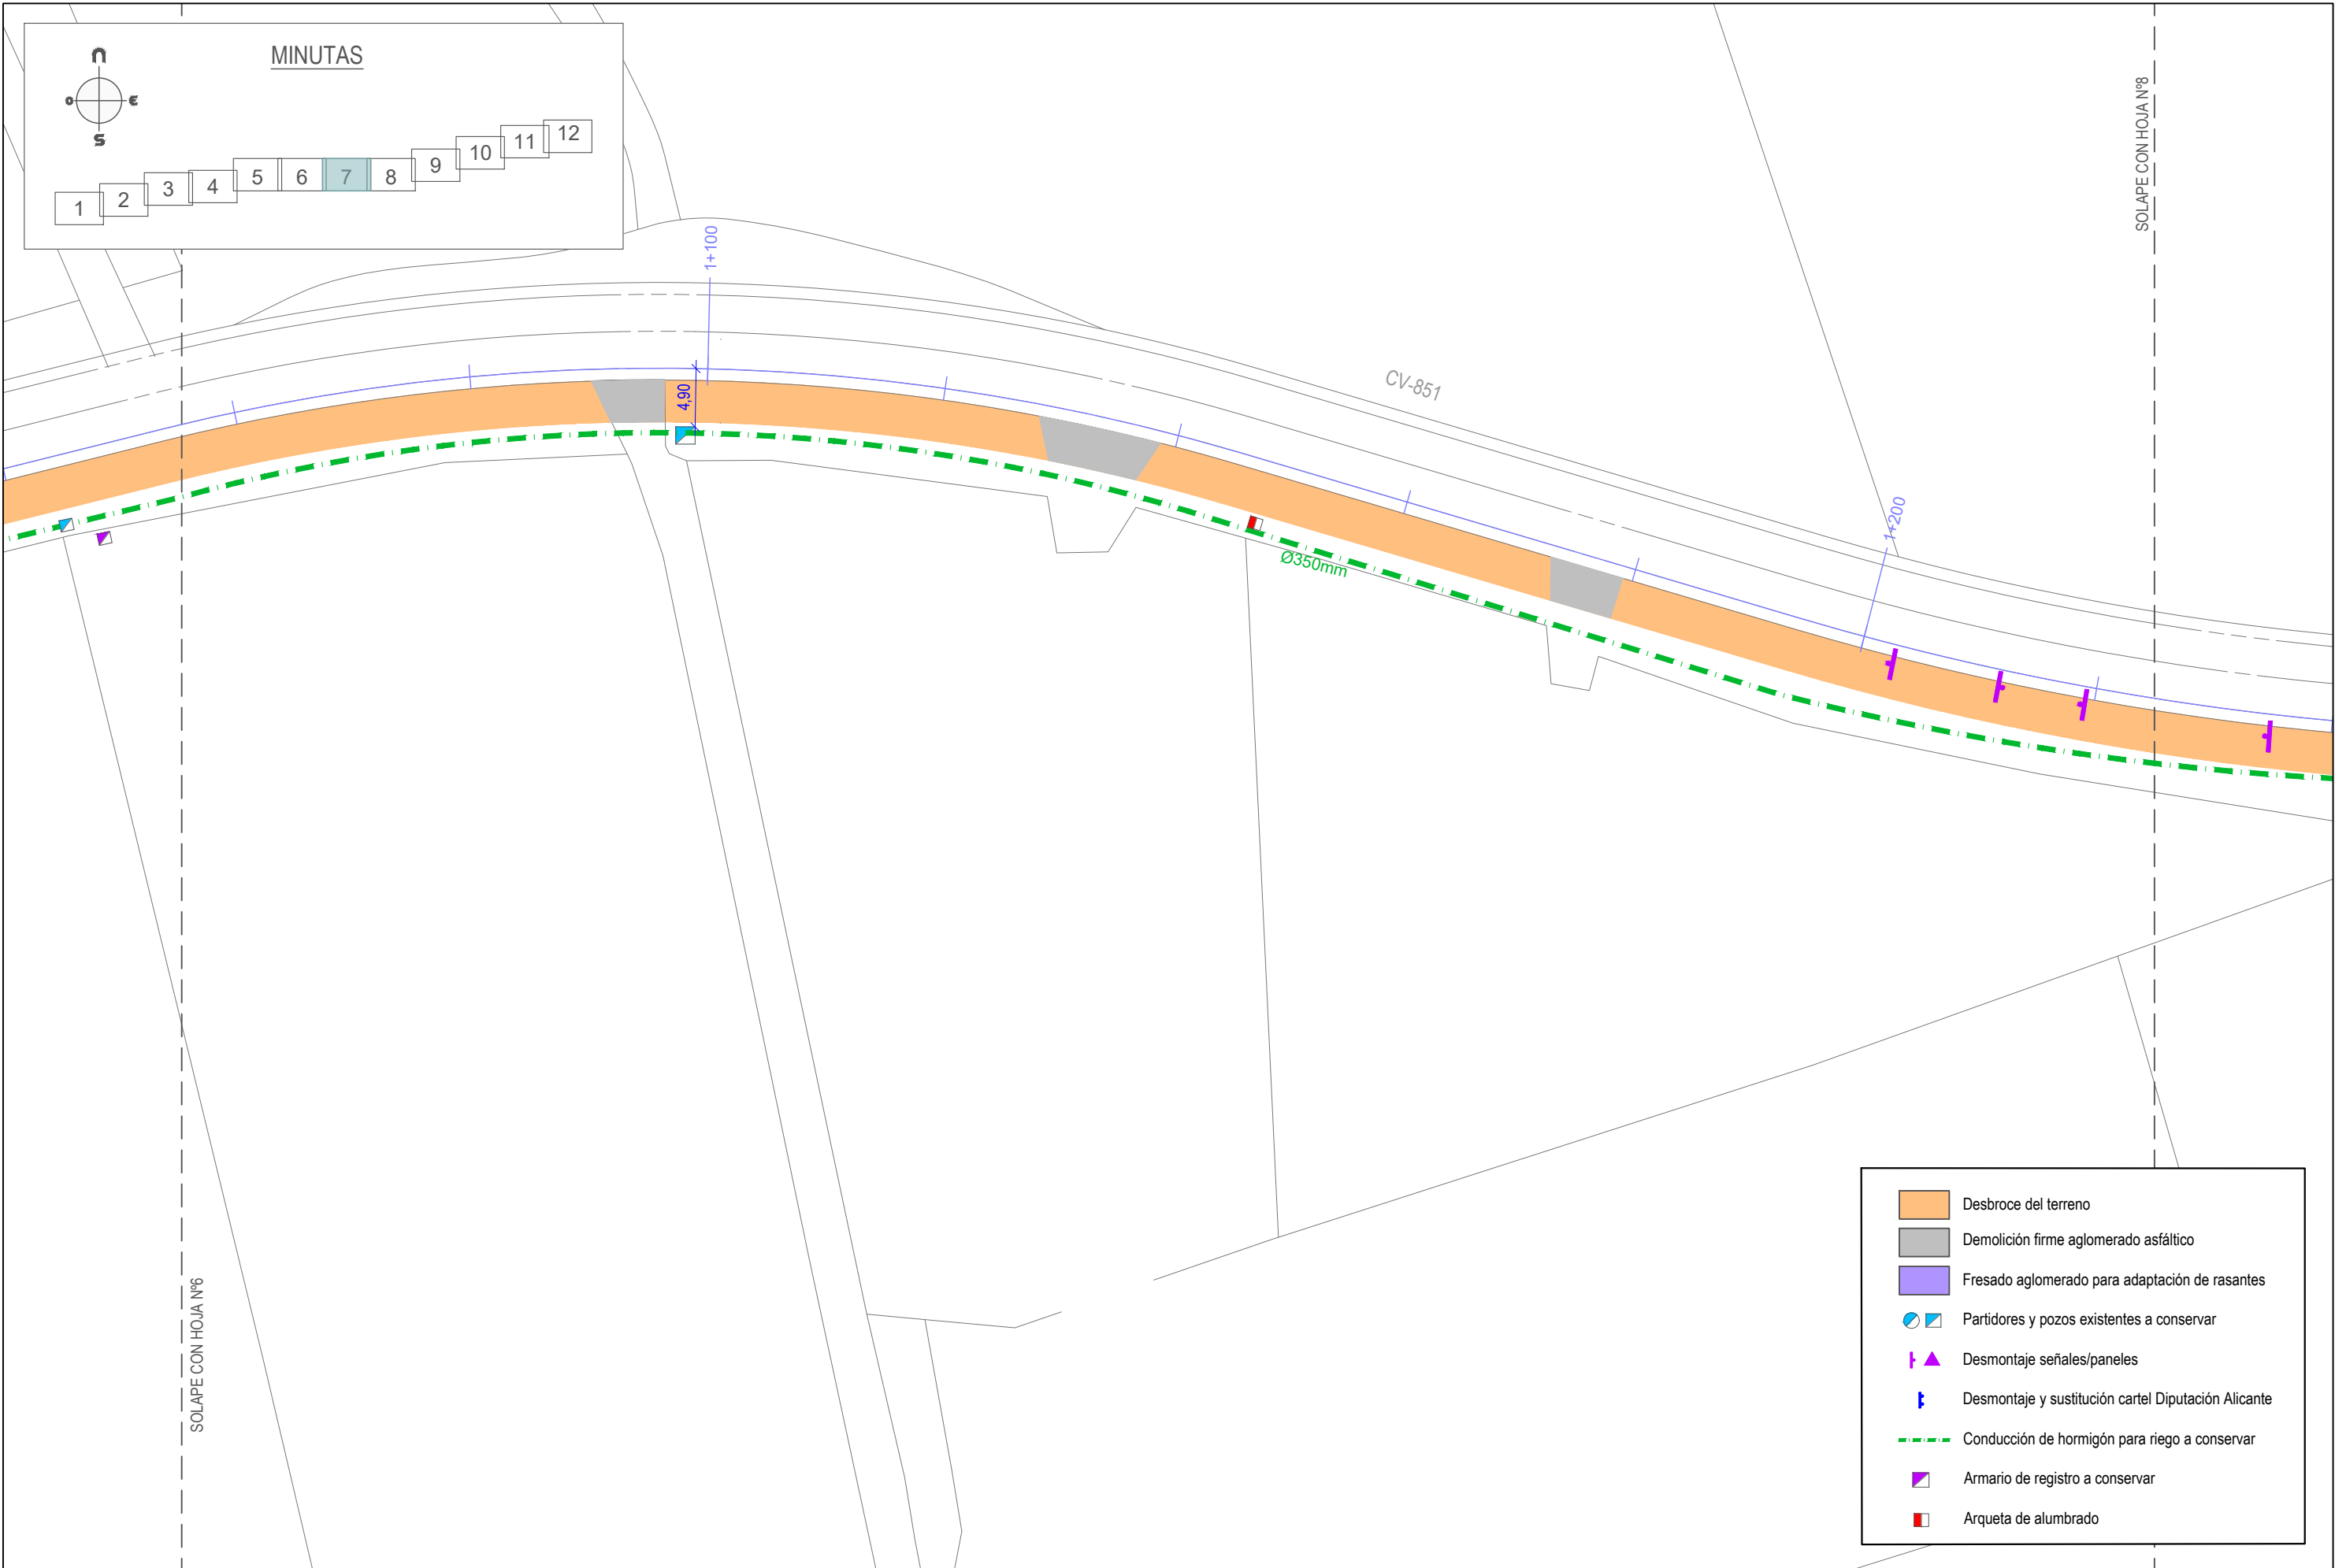 MINUTAS
N
O
E
S
1
2
3
4
5
6
7
8
9
10
11
12
SOLAPE CON HOJA Nº8
1+100
4,90
CV-851
1+200
Ø350mm
SOLAPE CON HOJA Nº6
Desbroce del terreno
Demolición firme aglomerado asfáltico
Fresado aglomerado para adaptación de rasantes
Partidores y pozos existentes a conservar
Desmontaje señales/paneles
Desmontaje y sustitución cartel Diputación Alicante
Conducción de hormigón para riego a conservar
Armario de registro a conservar
Arqueta de alumbrado